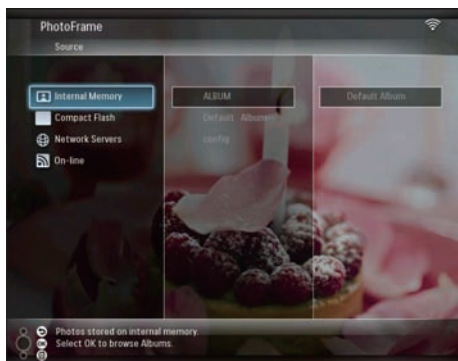 PhotoFrame
Source
Internal Memory
Compact Flash
Network Servers
On-line
ALBUM
Default Album
config
Default Album
Photos stored on internal memory.
Select OK to browse Albums.